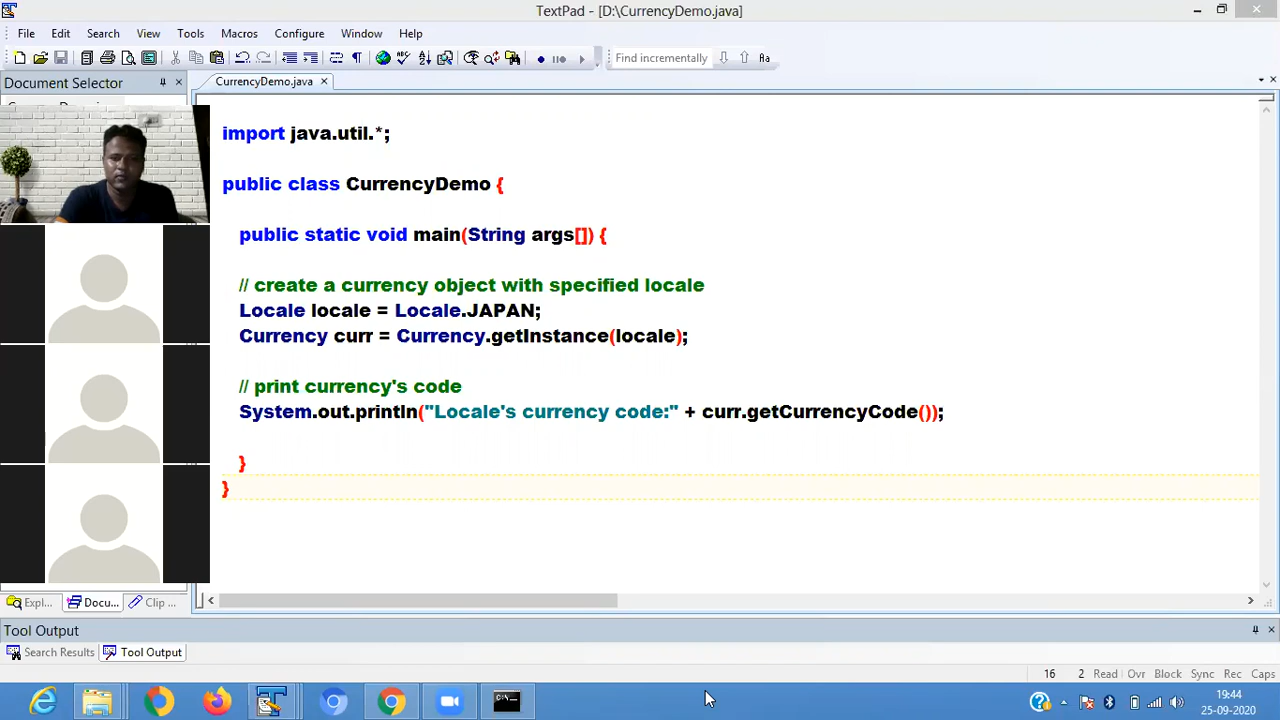 TextPad - [D:\CurrencyDemo.java]
File Edit Search View Tools Macros Configure Window Help
Find incrementally
Document Selector
CurrencyDemo.java
import java.util.*;
public class CurrencyDemo {
public static void main(String args[]) {
// create a currency object with specified locale
Locale locale = Locale.JAPAN;
Currency curr = Currency.getInstance(locale);
// print currency's code
System.out.println("Locale's currency code:" + curr.getCurrencyCode());
}
}
Expl... Docu... Clip ...
Tool Output
Search Results Tool Output
16 2 Read Ovr Block Sync Rec Caps
19:44
25-09-2020